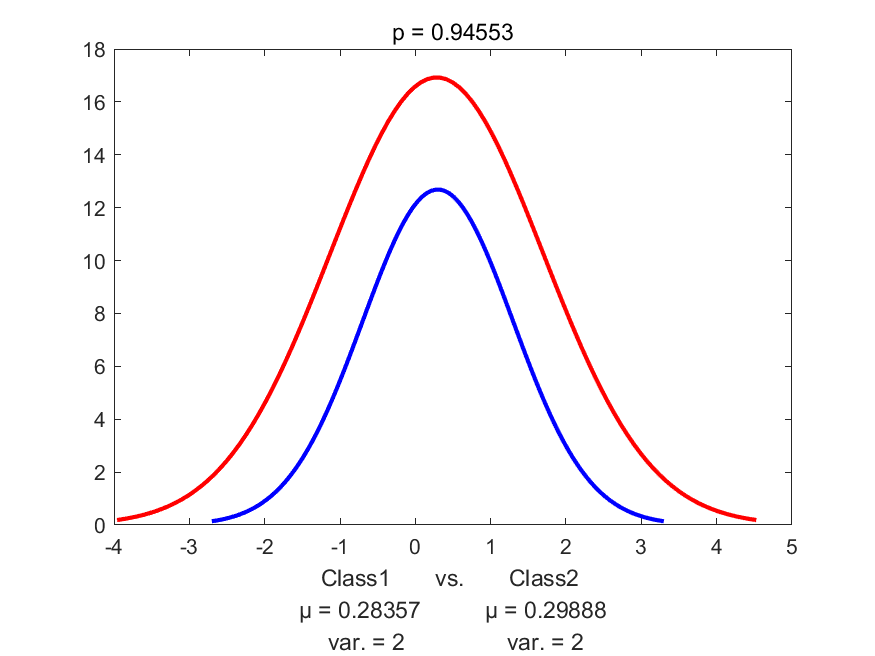 p = 0.94553
18
16
14
12
10
8
6
4
2
0
-4 -3 -2 -1 0 1 2 3 4 5
Class1 vs. Class2
μ = 0.28357 μ = 0.29888
var. = 2 var. = 2